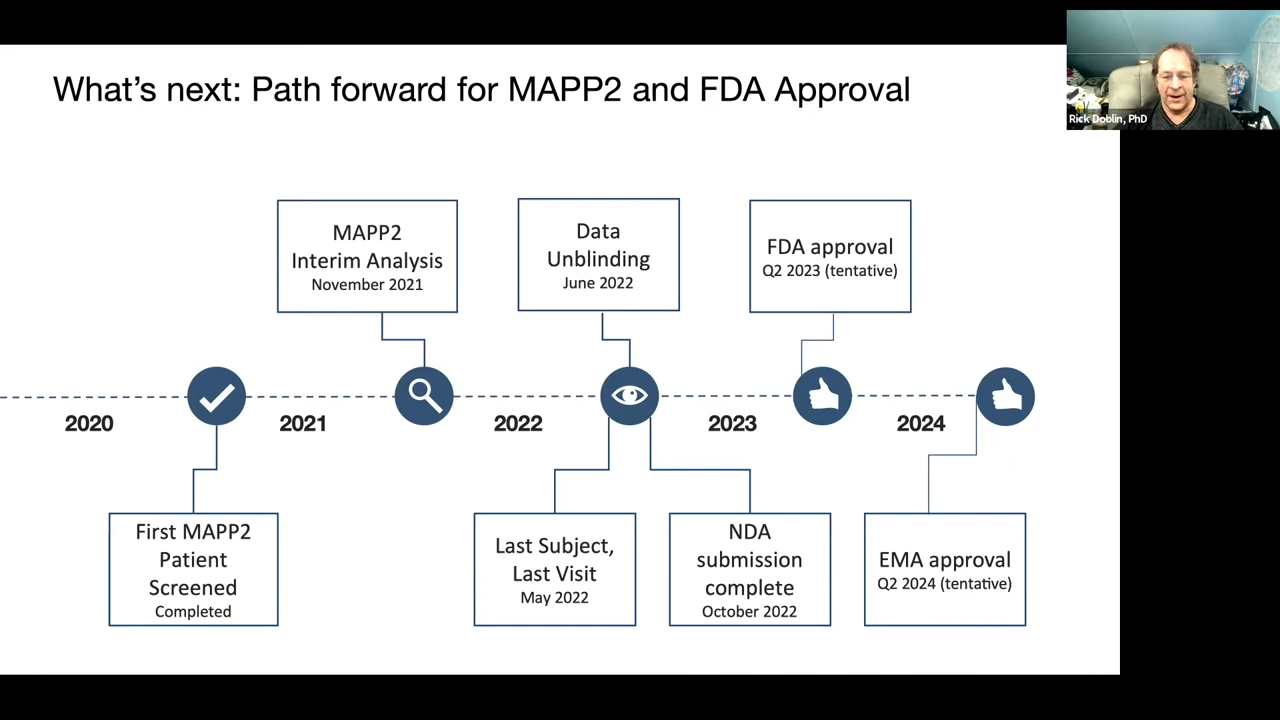 What's next: Path forward for MAPP2 and FDA Approval
Rick Doblin, PhD
MAPP2
Interim Analysis
November 2021
Data
Unblinding
June 2022
FDA approval
Q2 2023 (tentative)
2020
2021
2022
2023
2024
First MAPP2
Patient
Screened
Completed
Last Subject,
Last Visit
May 2022
NDA
submission
complete
October 2022
EMA approval
Q2 2024 (tentative)